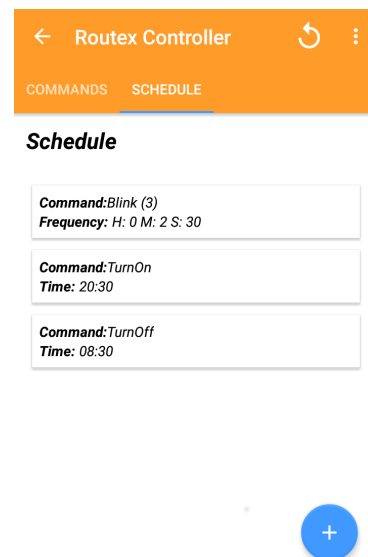 Routex Controller
COMMANDS SCHEDULE
Schedule
Command:Blink (3)
Frequency: H: 0 M: 2 S: 30
Command:TurnOn
Time: 20:30
Command:TurnOff
Time: 08:30